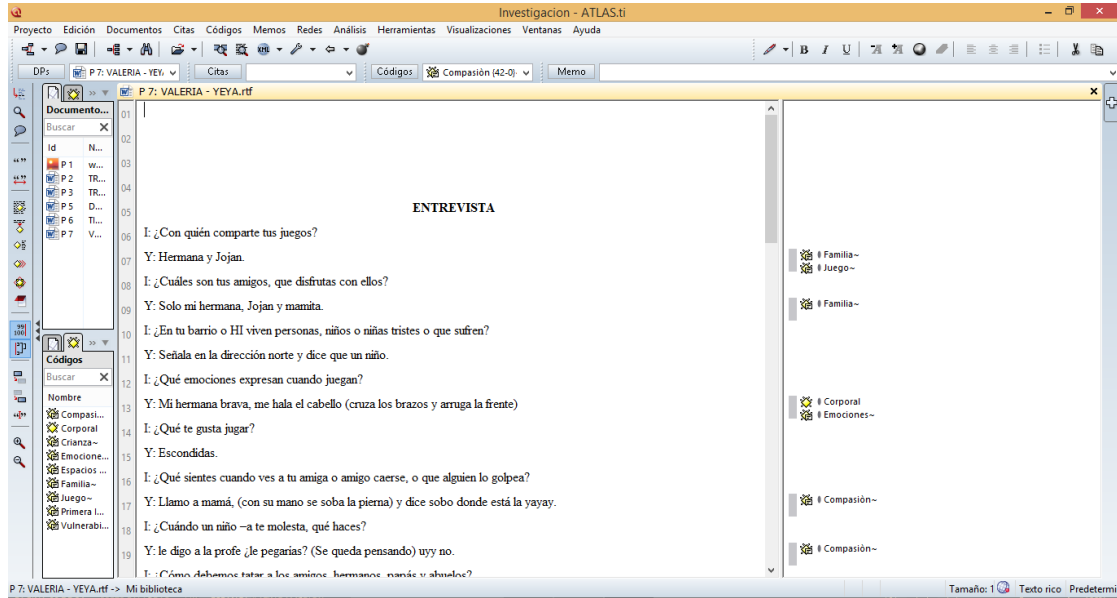 Investigacion - ATLAS.ti
Proyecto Edición Documentos Citas Códigos Memos Redes Análisis Herramientas Visualizaciones Ventanas Ayuda
B I U
DPs P 7: VALERIA - YEY Citas Códigos Compasión {42-0} Memo
P 7: VALERIA - YEYA.rtf
Documento...
Buscar
Id N...
P 1 w...
P 2 TR...
P 3 TR...
P 5 D...
P 6 TI...
P 7 V...
Códigos
Buscar
Nombre
Compasi...
Corporal
Crianza~
Emocione...
Espacios ...
Familia~
Juego~
Primera I...
Vulnerabi...
01
02
03
04
05 ENTREVISTA
06 I: ¿Con quién comparte tus juegos?
07 Y: Hermana y Jojan.
08 I: ¿Cuáles son tus amigos, que disfrutas con ellos?
09 Y: Solo mi hermana, Jojan y mamita.
10 I: ¿En tu barrio o HI viven personas, niños o niñas tristes o que sufren?
11 Y: Señala en la dirección norte y dice que un niño.
12 I: ¿Qué emociones expresan cuando juegan?
13 Y: Mi hermana brava, me hala el cabello (cruza los brazos y arruga la frente)
14 I: ¿Qué te gusta jugar?
15 Y: Escondidas.
16 I: ¿Qué sientes cuando ves a tu amiga o amigo caerse, o que alguien lo golpea?
17 Y: Llamo a mamá, (con su mano se soba la pierna) y dice sobo donde está la yayay.
18 I: ¿Cuándo un niño –a te molesta, qué haces?
19 Y: le digo a la profe ¿le pegarías? (Se queda pensando) uyy no.
I: ¿Cómo debemos tatar a los amigos, hermanos, papás y abuelos?
Familia~
Juego~
Familia~
Corporal
Emociones~
Compasión~
Compasión~
P 7: VALERIA - YEYA.rtf -> Mi biblioteca
Tamaño: 1 Texto rico Predetermi